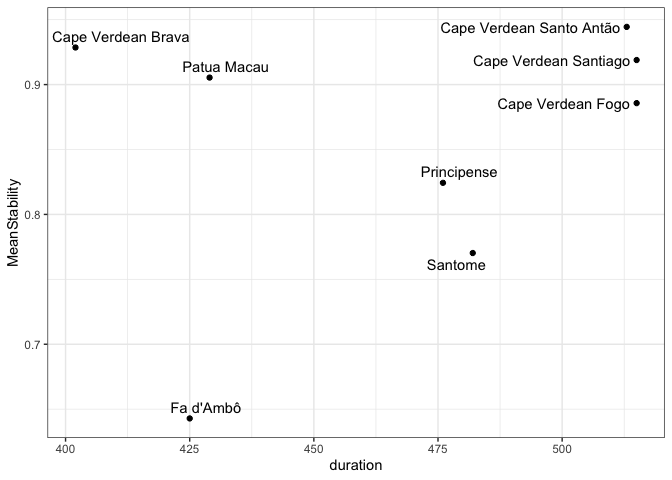 Cape Verdean Santo Antão
Cape Verdean Brava
Cape Verdean Santiago
Patua Macau
0.9
Cape Verdean Fogo
Principense
0.8
Santome
MeanStability
0.7
Fa d'Ambô
400 425 450 475 500
duration